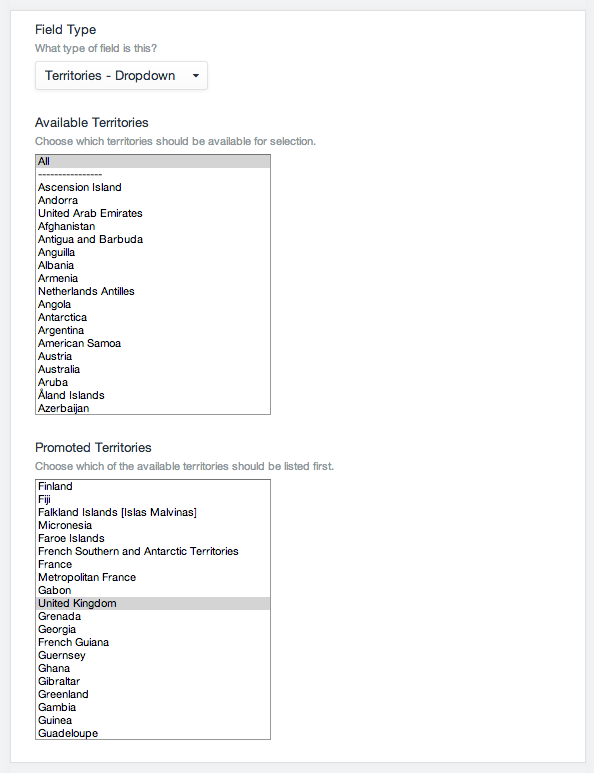 Field Type
What type of field is this?
Territories - Dropdown
Available Territories
Choose which territories should be available for selection.
All
----------------
Ascension Island
Andorra
United Arab Emirates
Afghanistan
Antigua and Barbuda
Anguilla
Albania
Armenia
Netherlands Antilles
Angola
Antarctica
Argentina
American Samoa
Austria
Australia
Aruba
Åland Islands
Azerbaijan
Promoted Territories
Choose which of the available territories should be listed first.
Finland
Fiji
Falkland Islands [Islas Malvinas]
Micronesia
Faroe Islands
French Southern and Antarctic Territories
France
Metropolitan France
Gabon
United Kingdom
Grenada
Georgia
French Guiana
Guernsey
Ghana
Gibraltar
Greenland
Gambia
Guinea
Guadeloupe